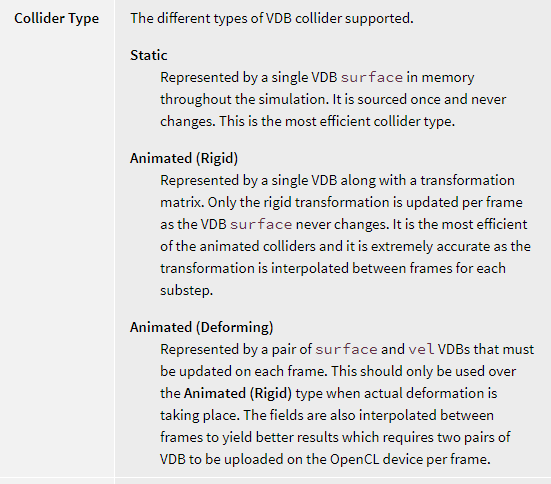 Collider Type
The different types of VDB collider supported.
Static
Represented by a single VDB surface in memory
throughout the simulation. It is sourced once and never
changes. This is the most efficient collider type.
Animated (Rigid)
Represented by a single VDB along with a transformation
matrix. Only the rigid transformation is updated per frame
as the VDB surface never changes. It is the most efficient
of the animated colliders and it is extremely accurate as the
transformation is interpolated between frames for each
substep.
Animated (Deforming)
Represented by a pair of surface and vel VDBs that must
be updated on each frame. This should only be used over
the Animated (Rigid) type when actual deformation is
taking place. The fields are also interpolated between
frames to yield better results which requires two pairs of
VDB to be uploaded on the OpenCL device per frame.